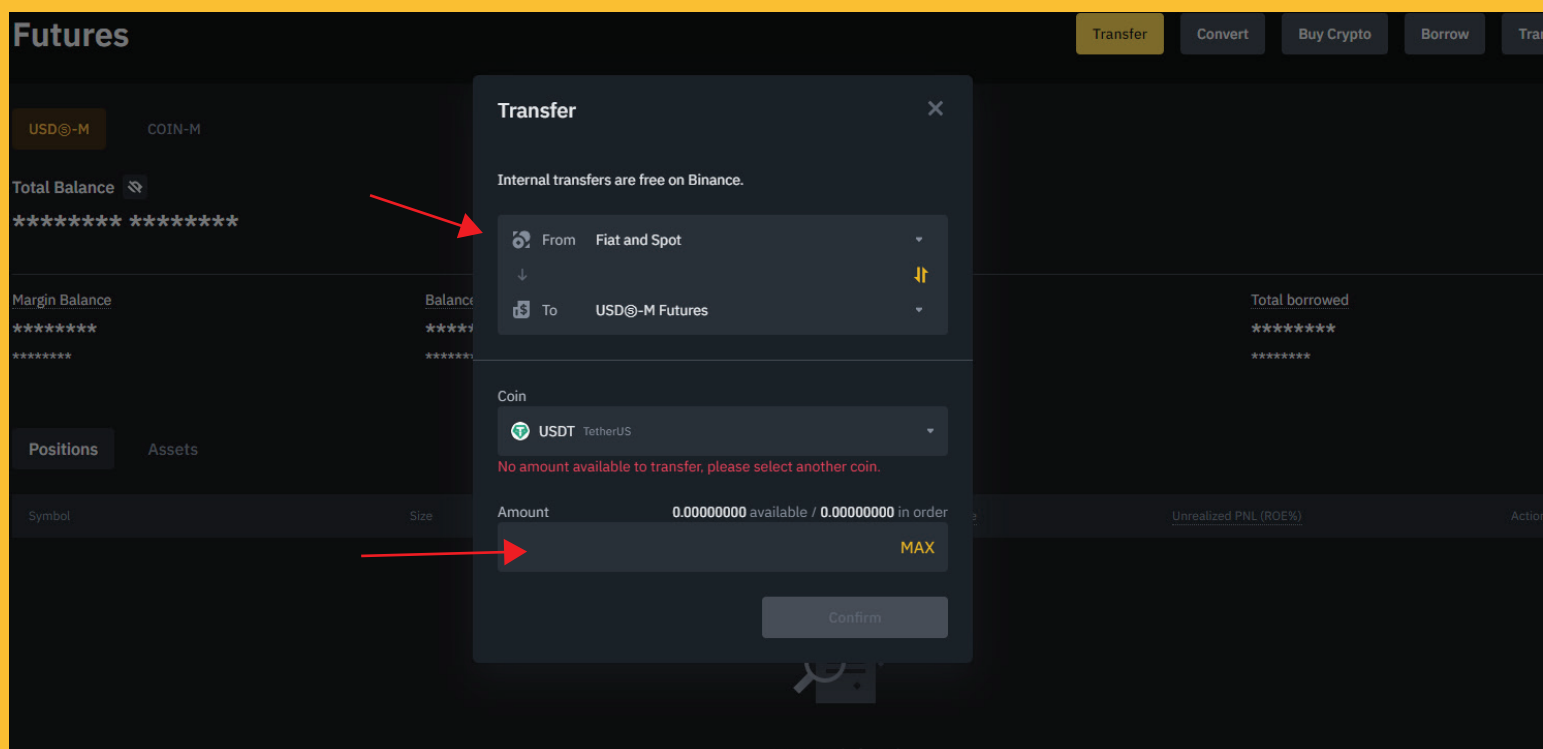 Futures
Transfer Convert Buy Crypto Borrow
USDⓈ-M COIN-M
Total Balance
******** ********
Margin Balance
********
********
Balance
Total borrowed
********
********
Positions Assets
Symbol Size Unrealized PNL (ROE%)
Transfer
Internal transfers are free on Binance.
From Fiat and Spot
To USDⓈ-M Futures
Coin
USDT TetherUS
No amount available to transfer, please select another coin.
Amount 0.00000000 available / 0.00000000 in order
MAX
Confirm